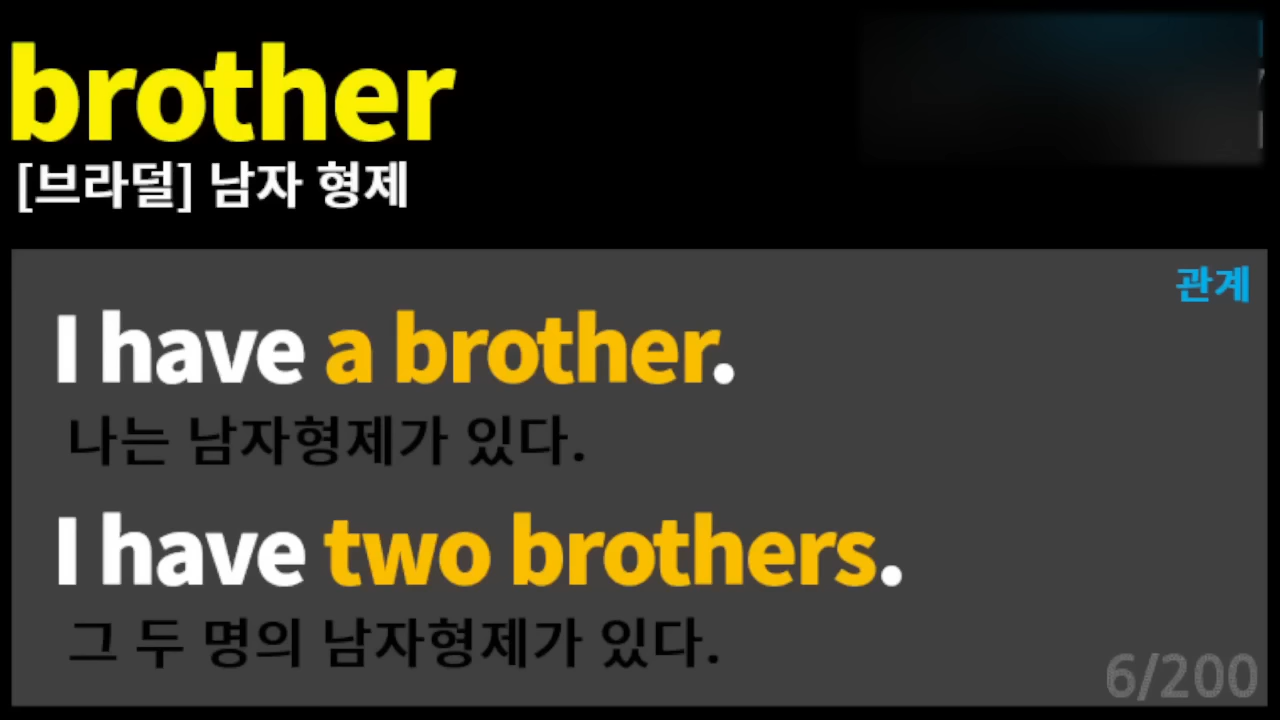 brother
[브라덜] 남자 형제
관계
I have a brother.
나는 남자형제가 있다.
I have two brothers.
그 두 명의 남자형제가 있다.
6/200